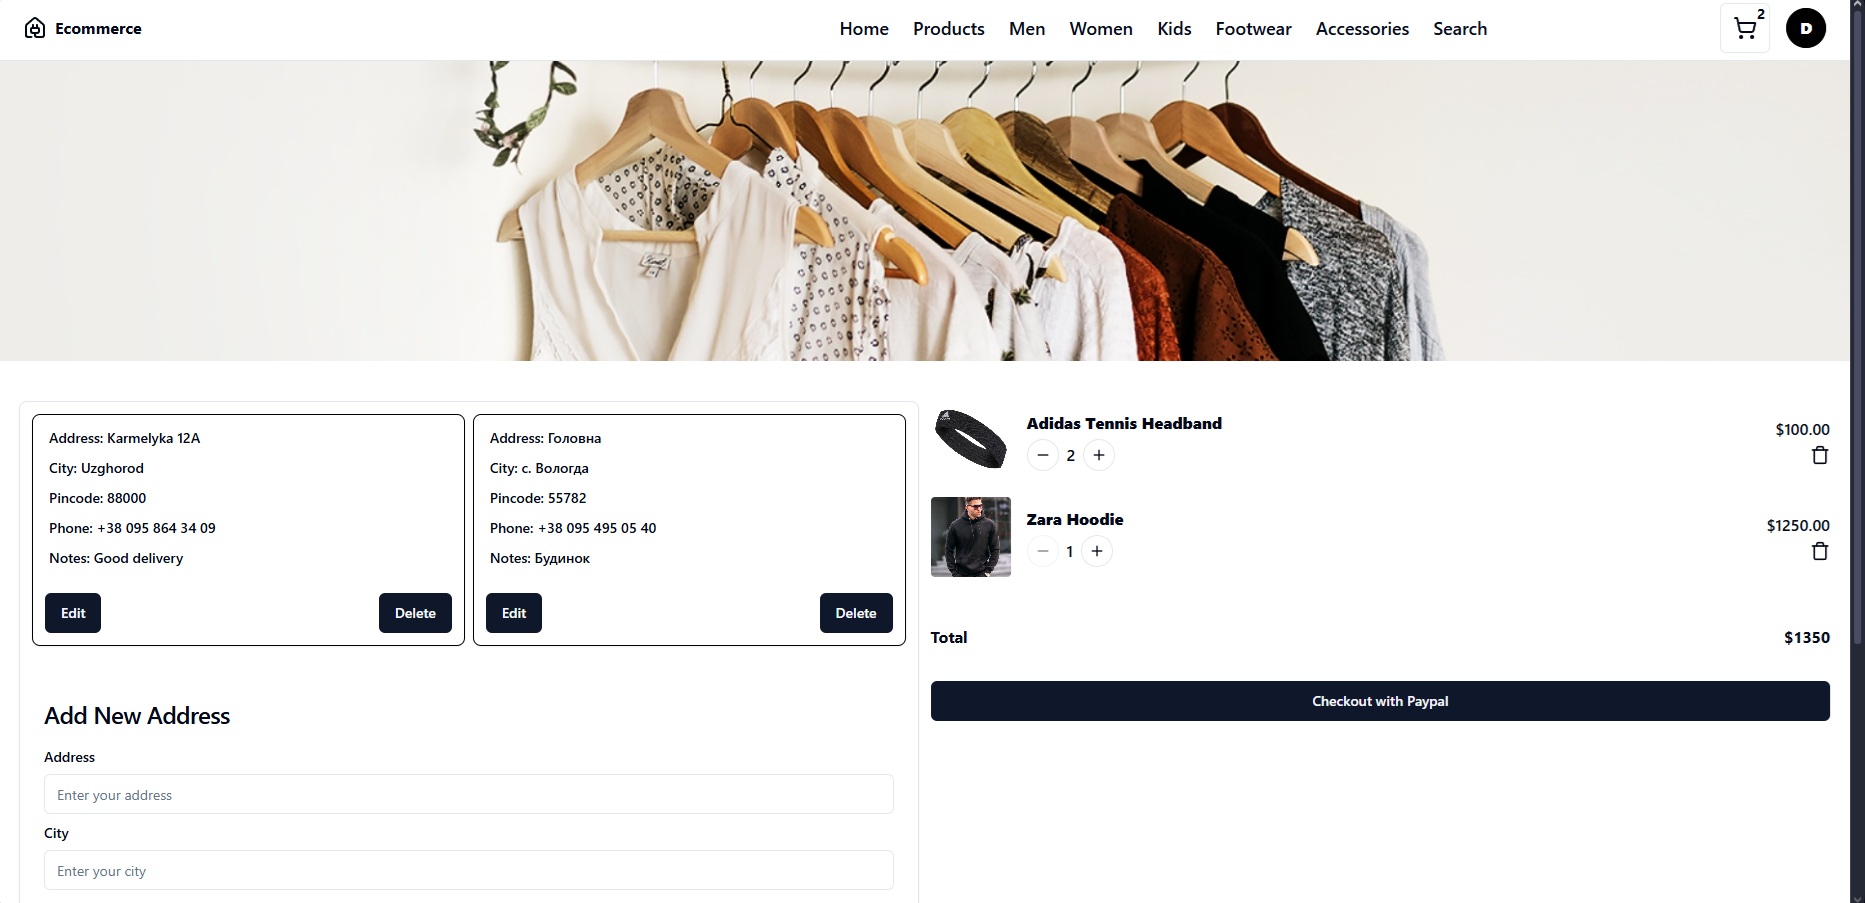 Ecommerce
Home Products Men Women Kids Footwear Accessories Search
2
D
Address: Karmelyka 12A
City: Uzghorod
Pincode: 88000
Phone: +38 095 864 34 09
Notes: Good delivery
Edit Delete
Address: Головна
City: с. Вологда
Pincode: 55782
Phone: +38 095 495 05 40
Notes: Будинок
Edit Delete
Add New Address
Address
Enter your address
City
Enter your city
Adidas Tennis Headband
2
$100.00
Zara Hoodie
1
$1250.00
Total $1350
Checkout with Paypal